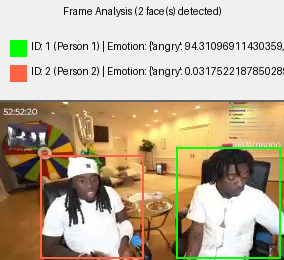 Frame Analysis (2 face(s) detected)
ID: 1 (Person 1) | Emotion: {'angry': 94.31096911430359,
ID: 2 (Person 2) | Emotion: {'angry': 0.031752218785028
52:52:20